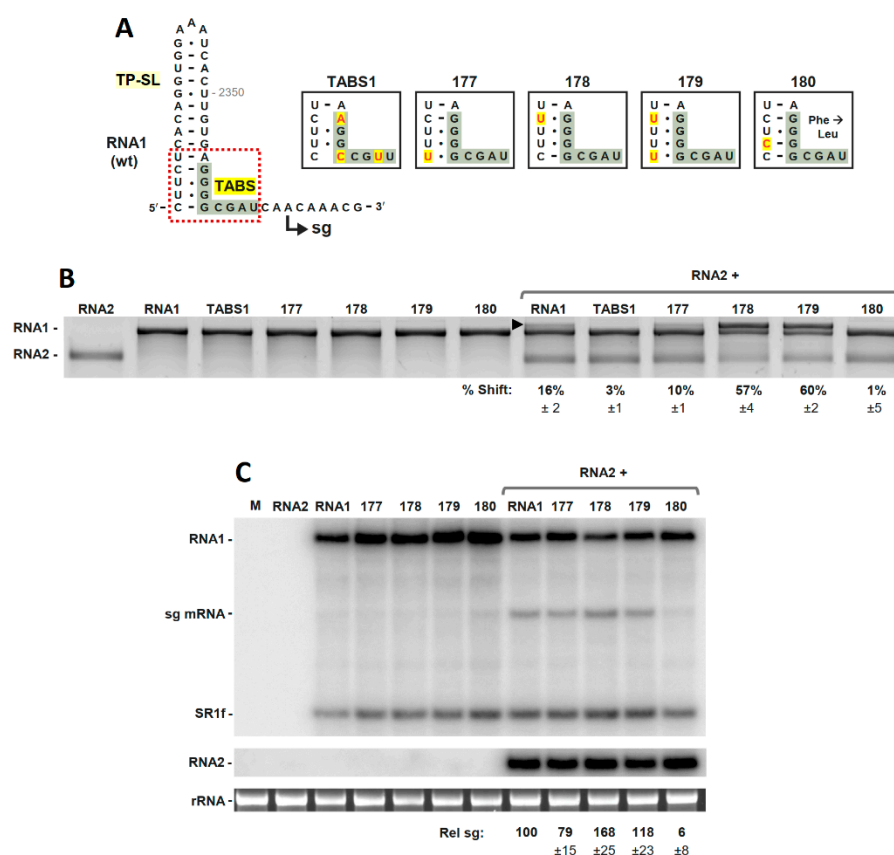 A
A
A A
G · U
G - C
U - A
G - C
G · U
A - U
C - G
A - U
C - G
U - A
C - G
U · G
U · G
5′- C G C G A U C A A C A A A C G - 3′
TP-SL
- 2350
RNA1
(wt)
TABS
sg
TABS1
U - A
C A
U G
U · G
C C C G U U
177
U - A
C - G
U · G
U · G
U · G C G A U
178
U - A
U · G
U · G
U · G
C - G C G A U
179
U - A
U · G
U · G
U · G
U · G C G A U
180
U - A
C - G
U · G
C - G
C - G C G A U
Phe →
Leu
B
RNA2 +
RNA2 RNA1 TABS1 177 178 179 180 RNA1 TABS1 177 178 179 180
RNA1 -
RNA2 -
% Shift: 16% 3% 10% 57% 60% 1%
± 2 ±1 ±1 ±4 ±2 ±5
C
RNA2 +
M RNA2 RNA1 177 178 179 180 RNA1 177 178 179 180
RNA1 -
sg mRNA -
SR1f -
RNA2 -
rRNA -
Rel sg: 100 79 168 118 6
±15 ±25 ±23 ±8